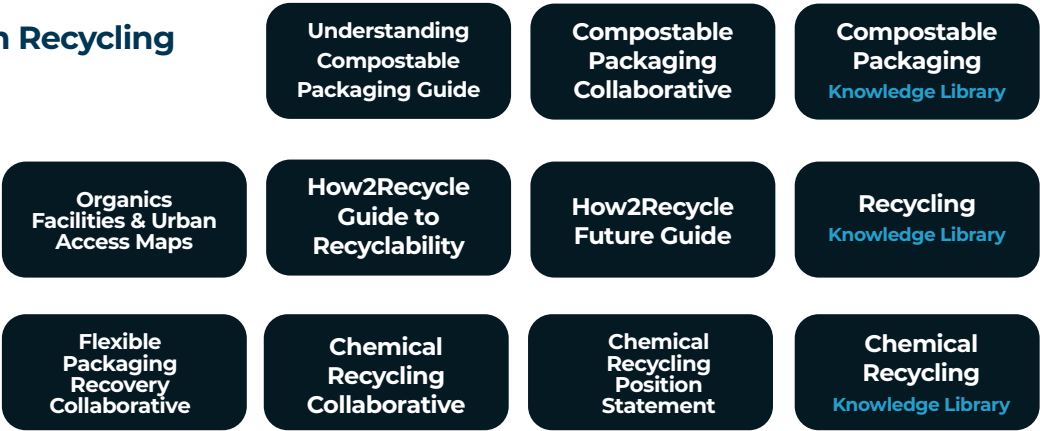 n Recycling
Understanding
Compostable
Packaging Guide
Compostable
Packaging
Collaborative
Compostable
Packaging
Knowledge Library
Organics
Facilities & Urban
Access Maps
How2Recycle
Guide to
Recyclability
How2Recycle
Future Guide
Recycling
Knowledge Library
Flexible
Packaging
Recovery
Collaborative
Chemical
Recycling
Collaborative
Chemical
Recycling
Position
Statement
Chemical
Recycling
Knowledge Library